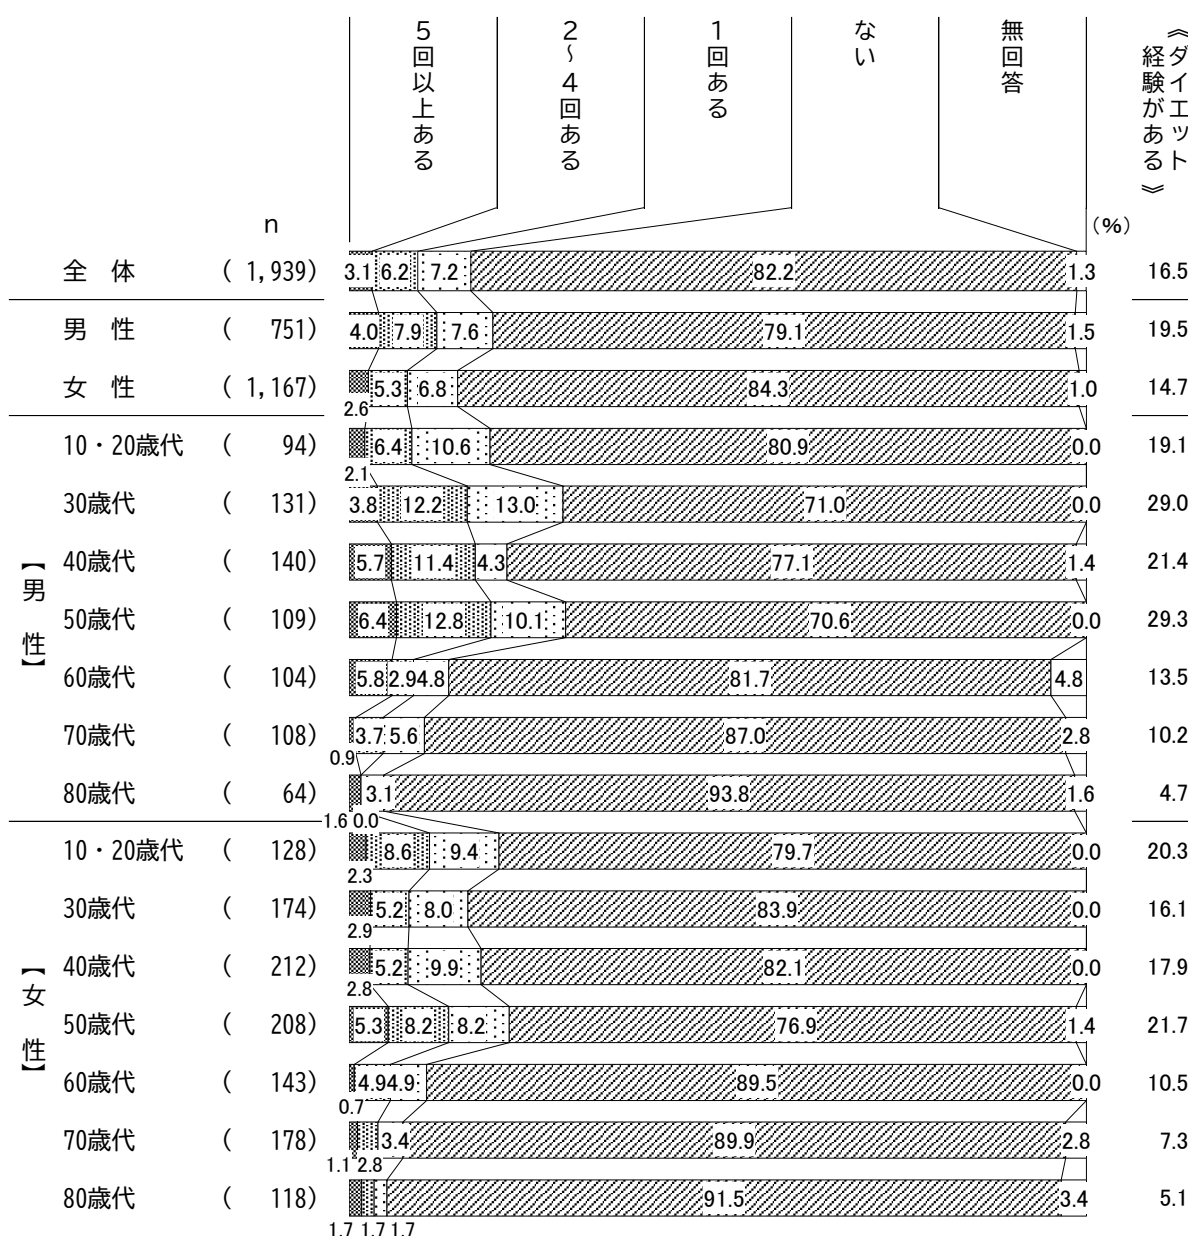 ５回以上ある
２～４回ある
１回ある
ない
無回答
《ダイエット
経験がある》
n
(%)
全　体 ( 1,939) 3.1 6.2 7.2 82.2 1.3 16.5
男　性 ( 751) 4.0 7.9 7.6 79.1 1.5 19.5
女　性 ( 1,167) 2.6 5.3 6.8 84.3 1.0 14.7
【男　性】
10・20歳代 ( 94) 2.1 6.4 10.6 80.9 0.0 19.1
30歳代 ( 131) 3.8 12.2 13.0 71.0 0.0 29.0
40歳代 ( 140) 5.7 11.4 4.3 77.1 1.4 21.4
50歳代 ( 109) 6.4 12.8 10.1 70.6 0.0 29.3
60歳代 ( 104) 5.8 2.9 4.8 81.7 4.8 13.5
70歳代 ( 108) 0.9 3.7 5.6 87.0 2.8 10.2
80歳代 ( 64) 1.6 0.0 3.1 93.8 1.6 4.7
【女　性】
10・20歳代 ( 128) 2.3 8.6 9.4 79.7 0.0 20.3
30歳代 ( 174) 2.9 5.2 8.0 83.9 0.0 16.1
40歳代 ( 212) 2.8 5.2 9.9 82.1 0.0 17.9
50歳代 ( 208) 5.3 8.2 8.2 76.9 1.4 21.7
60歳代 ( 143) 0.7 4.9 4.9 89.5 0.0 10.5
70歳代 ( 178) 1.1 2.8 3.4 89.9 2.8 7.3
80歳代 ( 118) 1.7 1.7 1.7 91.5 3.4 5.1